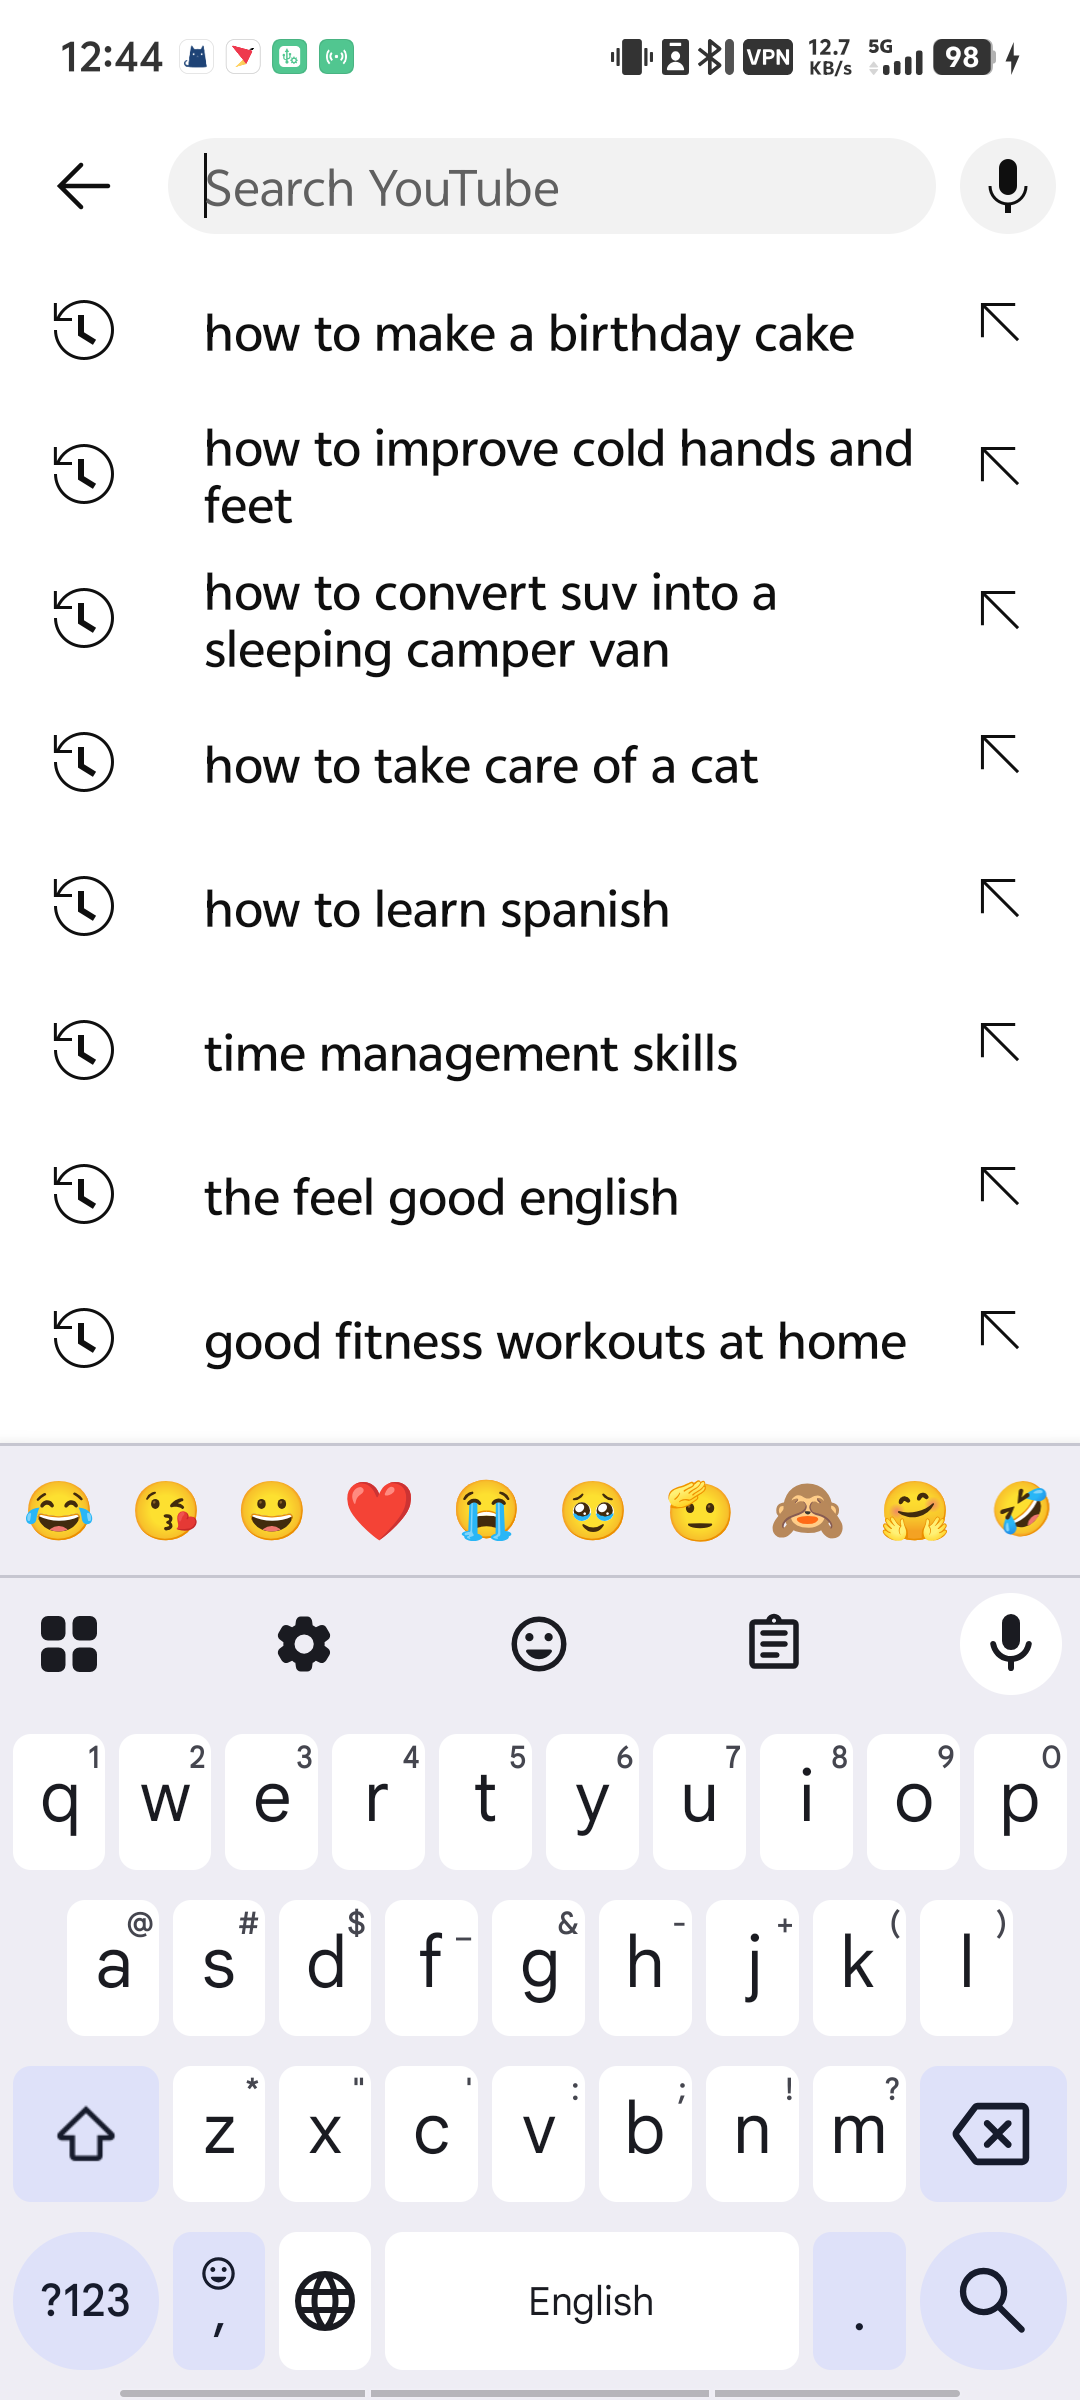 12:44
VPN 12.7 KB/s 5G 98
Search YouTube
how to make a birthday cake
how to improve cold hands and
feet
how to convert suv into a
sleeping camper van
how to take care of a cat
how to learn spanish
time management skills
the feel good english
good fitness workouts at home
1 2 3 4 5 6 7 8 9 0
q w e r t y u i o p
@ # $ _ & - + ( )
a s d f g h j k l
* " ' : ; ! ?
z x c v b n m
?123 , English .